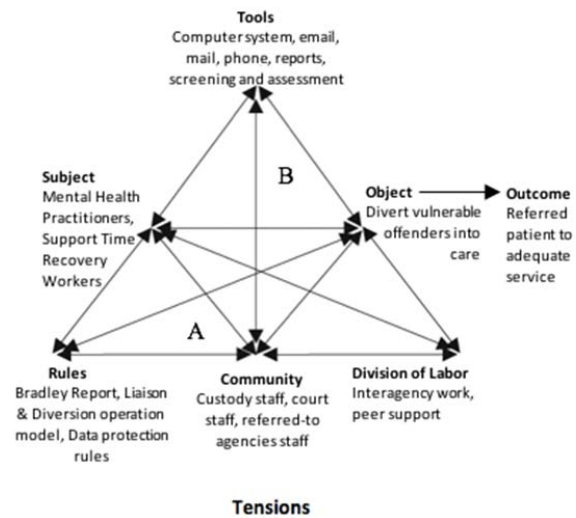 Tools
Computer system, email,
mail, phone, reports,
screening and assessment
B
Subject
Mental Health
Practitioners,
Support Time
Recovery
Workers
Object
Divert vulnerable
offenders into
care
Outcome
Referred
patient to
adequate
service
A
Rules
Bradley Report, Liaison
& Diversion operation
model, Data protection
rules
Community
Custody staff, court
staff, referred-to
agencies staff
Division of Labor
Interagency work,
peer support
Tensions